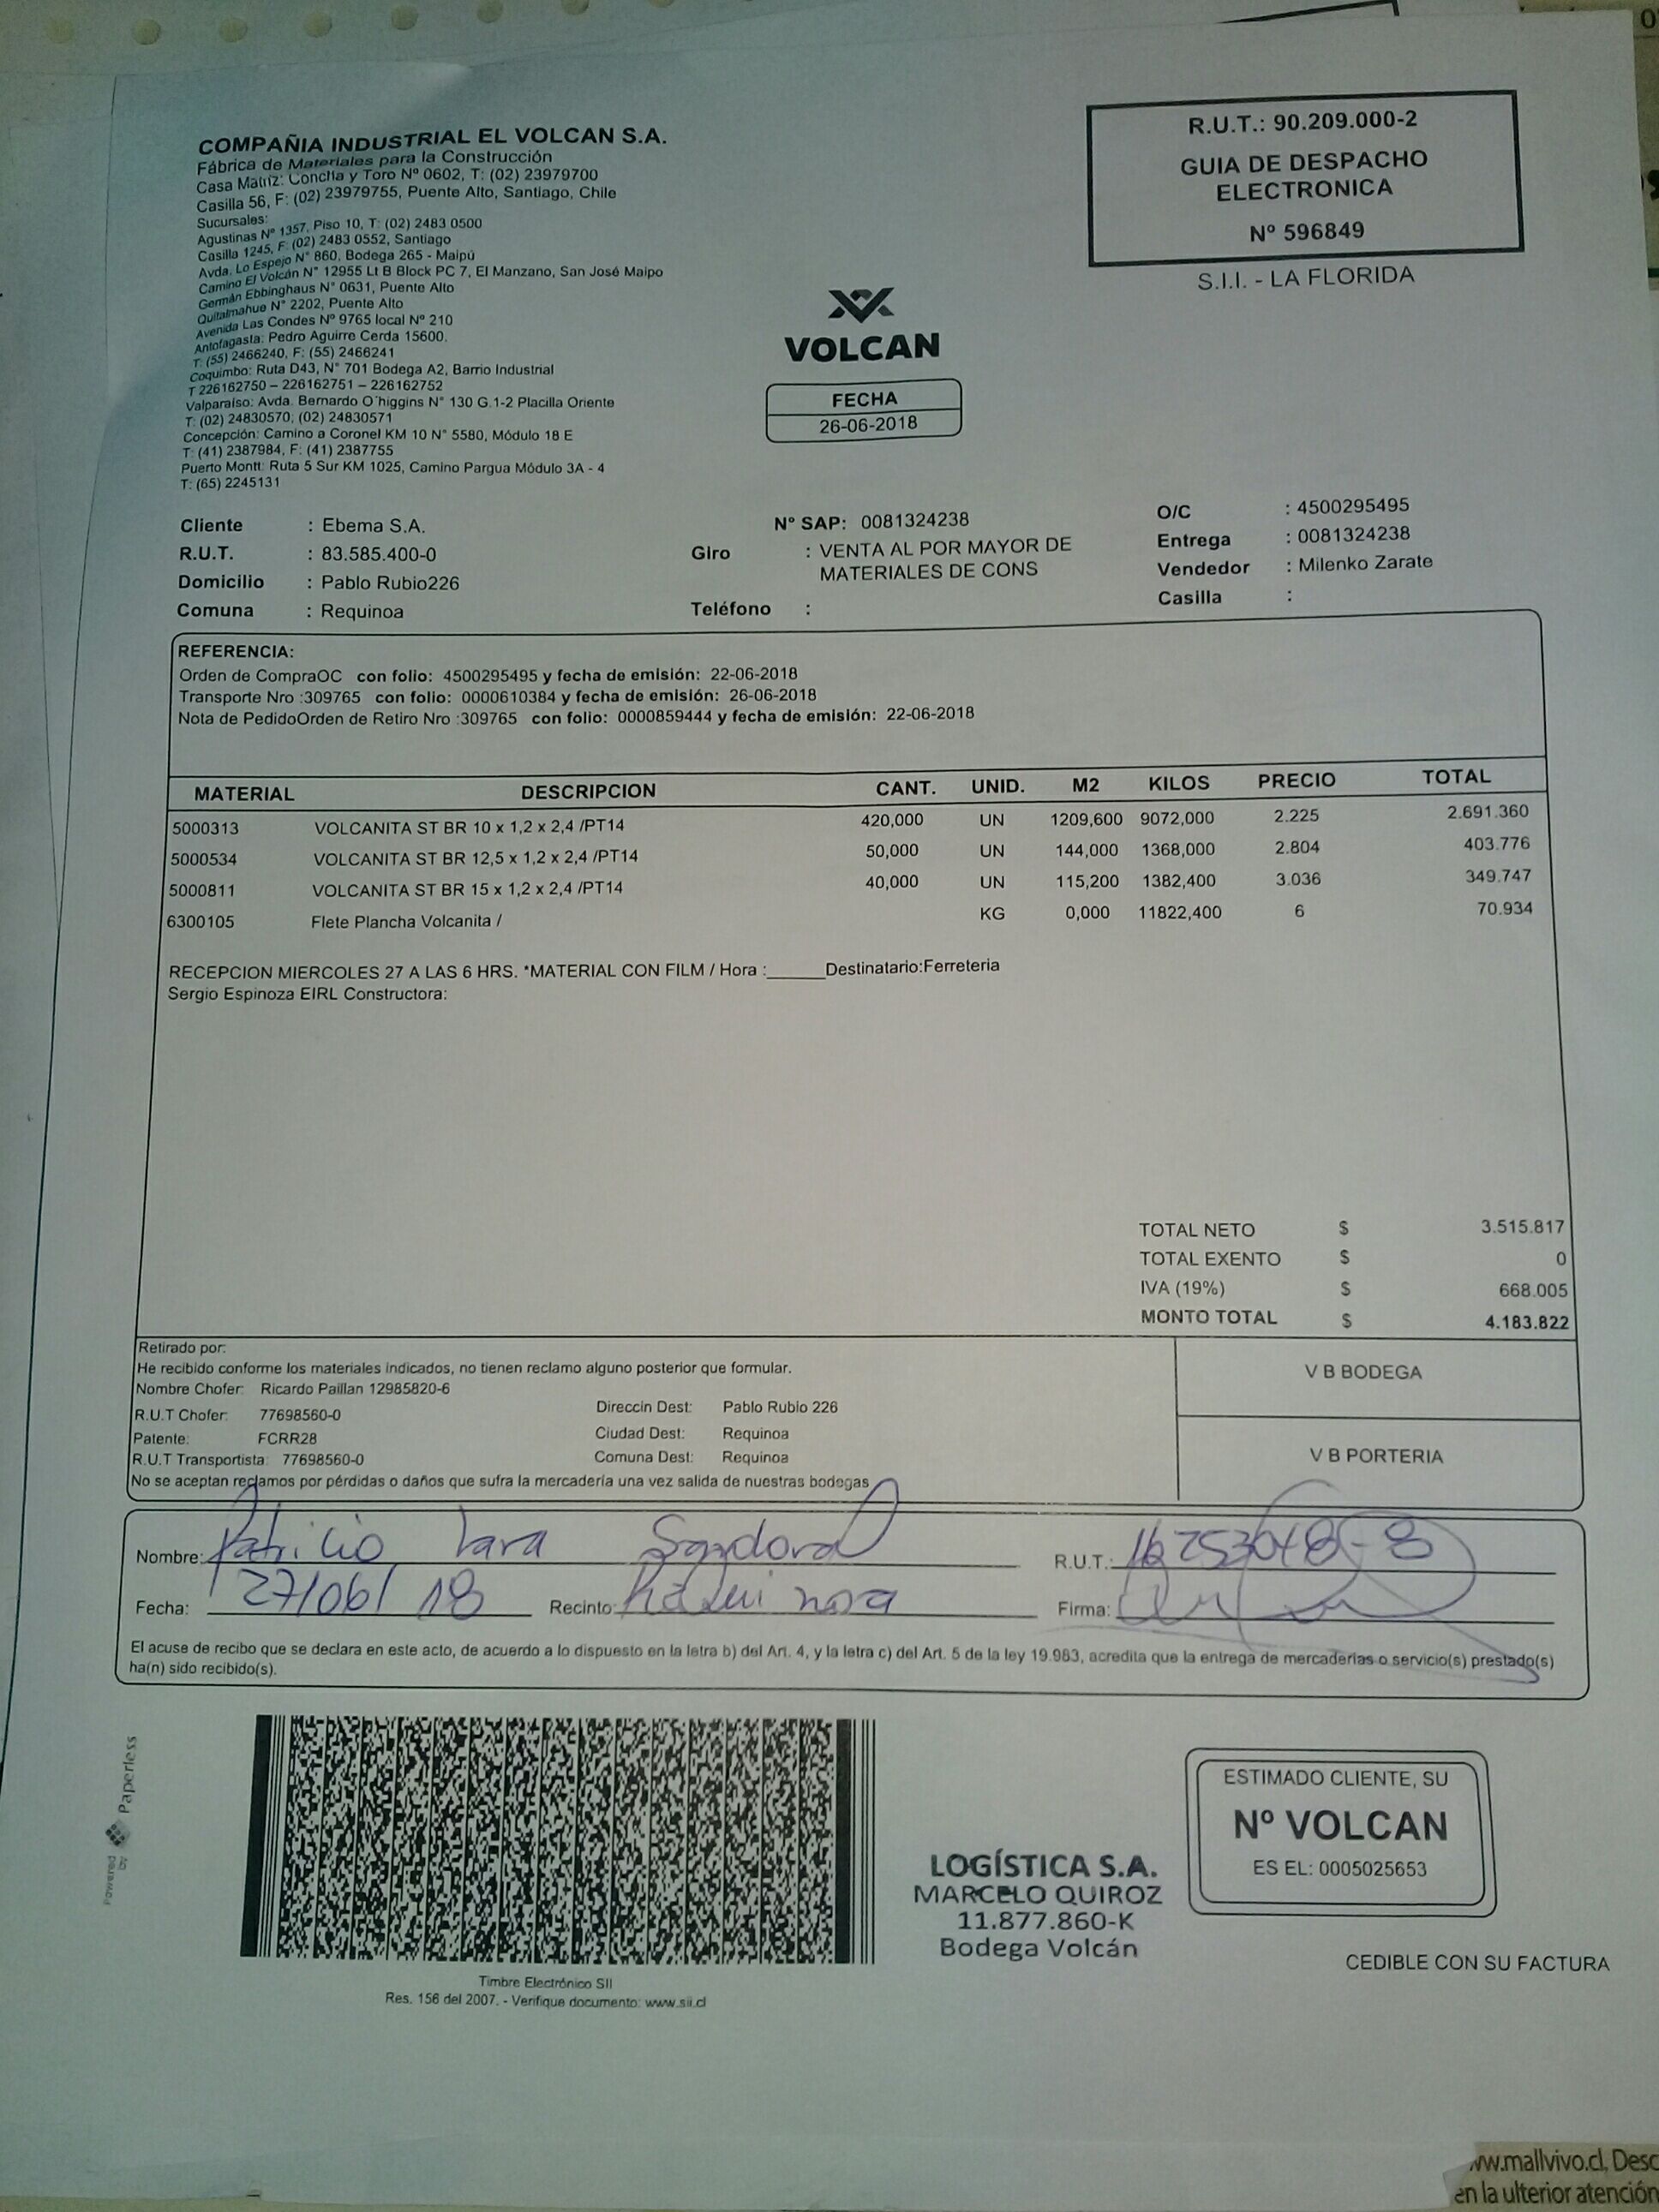 COMPAÑIA INDUSTRIAL EL VOLCAN S.A.
Fábrica de Materiales para la Construcción
Casa Matriz: Concha y Toro Nº 0602, T: (02) 23979700
Casilla 56, F: (02) 23979755, Puente Alto, Santiago, Chile
Sucursales:
Agustinas Nº 1357, Piso 10, T: (02) 2483 0500
Casilla 1245, F: (02) 2483 0552, Santiago
Avda. Lo Espejo N° 860, Bodega 265 - Maipú
Camino El Volcán N° 12955 Lt B Block PC 7, El Manzano, San José Maipo
Germán Ebbinghaus N° 0631, Puente Alto
Quitalmahue N° 2202, Puente Alto
Avenida Las Condes Nº 9765 local Nº 210
Antofagasta: Pedro Aguirre Cerda 15600.
T: (55) 2466240, F: (55) 2466241
Coquimbo: Ruta D43, N° 701 Bodega A2, Barrio Industrial
T 226162750 – 226162751 – 226162752
Valparaíso: Avda. Bernardo O´higgins N° 130 G.1-2 Placilla Oriente
T: (02) 24830570; (02) 24830571
Concepción: Camino a Coronel KM 10 N° 5580, Módulo 18 E
T: (41) 2387984, F: (41) 2387755
Puerto Montt: Ruta 5 Sur KM 1025, Camino Pargua Módulo 3A - 4
T: (65) 2245131
R.U.T.: 90.209.000-2
GUIA DE DESPACHO
ELECTRONICA
Nº 596849
S.I.I. - LA FLORIDA
VOLCAN
FECHA
26-06-2018
Cliente : Ebema S.A.
R.U.T. : 83.585.400-0
Domicilio : Pablo Rubio226
Comuna : Requinoa
Nº SAP: 0081324238
Giro : VENTA AL POR MAYOR DE
MATERIALES DE CONS
Teléfono :
O/C : 4500295495
Entrega : 0081324238
Vendedor : Milenko Zarate
Casilla :
REFERENCIA:
Orden de CompraOC con folio: 4500295495 y fecha de emisión: 22-06-2018
Transporte Nro :309765 con folio: 0000610384 y fecha de emisión: 26-06-2018
Nota de PedidoOrden de Retiro Nro :309765 con folio: 0000859444 y fecha de emisión: 22-06-2018
MATERIAL DESCRIPCION CANT. UNID. M2 KILOS PRECIO TOTAL
5000313 VOLCANITA ST BR 10 x 1,2 x 2,4 /PT14 420,000 UN 1209,600 9072,000 2.225 2.691.360
5000534 VOLCANITA ST BR 12,5 x 1,2 x 2,4 /PT14 50,000 UN 144,000 1368,000 2.804 403.776
5000811 VOLCANITA ST BR 15 x 1,2 x 2,4 /PT14 40,000 UN 115,200 1382,400 3.036 349.747
6300105 Flete Plancha Volcanita / KG 0,000 11822,400 6 70.934
RECEPCION MIERCOLES 27 A LAS 6 HRS. *MATERIAL CON FILM / Hora :______Destinatario:Ferreteria
Sergio Espinoza EIRL Constructora:
TOTAL NETO $ 3.515.817
TOTAL EXENTO $ 0
IVA (19%) $ 668.005
MONTO TOTAL $ 4.183.822
Retirado por:
He recibido conforme los materiales indicados, no tienen reclamo alguno posterior que formular.
Nombre Chofer: Ricardo Paillan 12985820-6
R.U.T Chofer: 77698560-0
Patente: FCRR28
R.U.T Transportista: 77698560-0
Direccin Dest: Pablo Rubio 226
Ciudad Dest: Requinoa
Comuna Dest: Requinoa
No se aceptan reclamos por pérdidas o daños que sufra la mercadería una vez salida de nuestras bodegas
V B BODEGA
V B PORTERIA
Nombre: Patricio Lara Sandoval R.U.T.: 16253048-8
Fecha: 27/06/18 Recinto: Firma:
El acuse de recibo que se declara en este acto, de acuerdo a lo dispuesto en la letra b) del Art. 4, y la letra c) del Art. 5 de la ley 19.983, acredita que la entrega de mercaderías o servicio(s) prestado(s)
ha(n) sido recibido(s).
Powered by Paperless
Timbre Electrónico SII
Res. 156 del 2007. - Verifique documento: www.sii.cl
LOGÍSTICA S.A.
MARCELO QUIROZ
11.877.860-K
Bodega Volcán
ESTIMADO CLIENTE, SU
Nº VOLCAN
ES EL: 0005025653
CEDIBLE CON SU FACTURA
ww.mallvivo.cl. Desc
en la ulterior atención